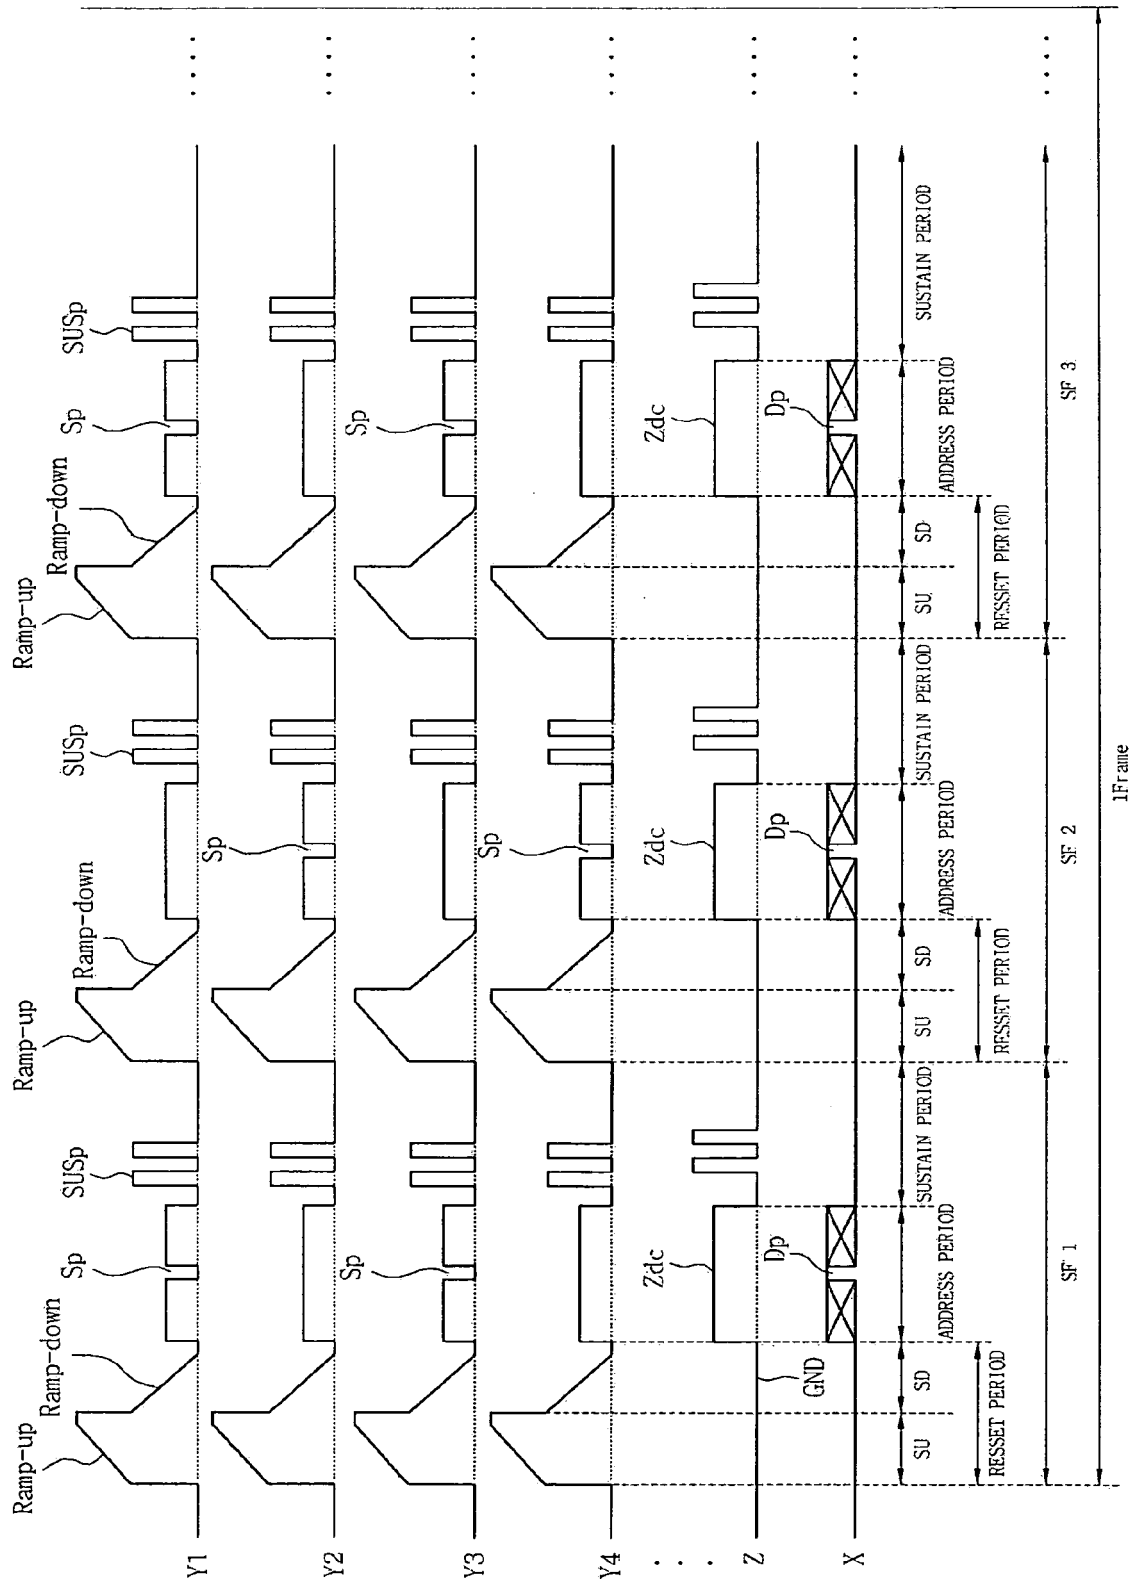 Ramp-up
Ramp-down
Sp
SUSp
Ramp-up
Ramp-down
SUSp
Ramp-up
Ramp-down
Sp
SUSp
Y1
. . . .
Sp
Y2
. . . .
Sp
Sp
Y3
. . . .
Sp
Y4
. . . .
. . . .
Zdc
Zdc
Zdc
GND
Z
. . . .
Dp
Dp
Dp
X
. . . .
SU
SD
ADDRESS PERIOD
SUSTAIN PERIOD
SU
SD
ADDRESS PERIOD
SUSTAIN PERIOD
SU
SD
ADDRESS PERIOD
SUSTAIN PERIOD
RESSET PERIOD
RESSET PERIOD
RESSET PERIOD
SF 1
SF 2
SF 3
. . . .
1Frame